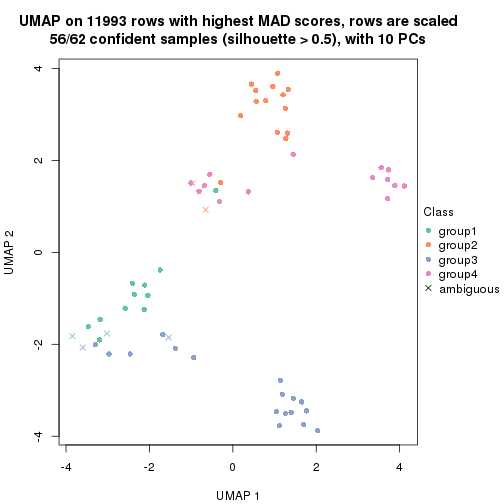 UMAP on 11993 rows with highest MAD scores, rows are scaled
56/62 confident samples (silhouette > 0.5), with 10 PCs
4
2
0
-2
-4
UMAP 2
-4
-2
0
2
4
UMAP 1
Class
group1
group2
group3
group4
ambiguous